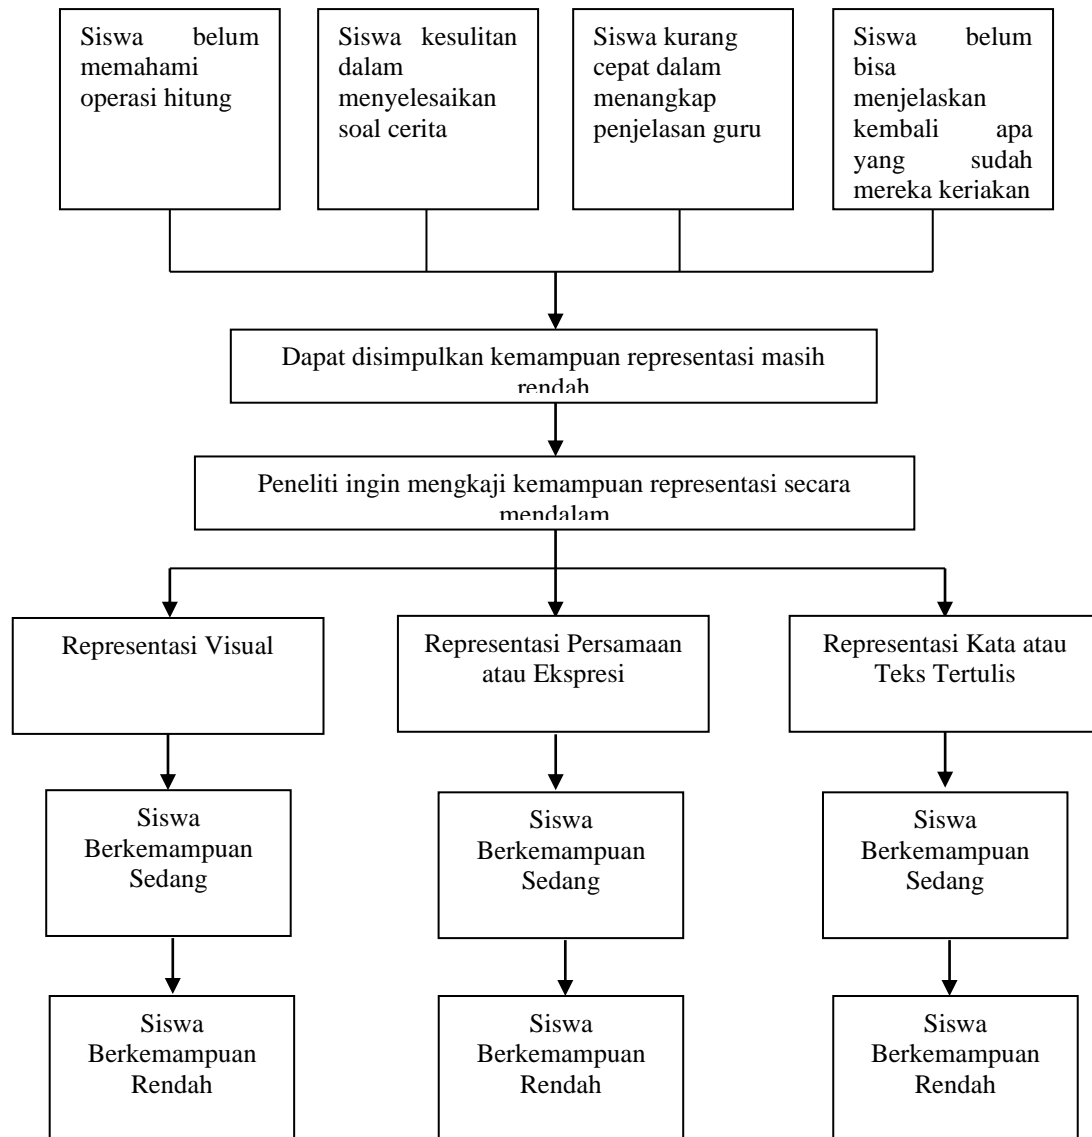 Siswa belum
memahami
operasi hitung
Siswa kesulitan
dalam
menyelesaikan
soal cerita
Siswa kurang
cepat dalam
menangkap
penjelasan guru
Siswa belum
bisa
menjelaskan
kembali apa
yang sudah
mereka kerjakan
Dapat disimpulkan kemampuan representasi masih
rendah
Peneliti ingin mengkaji kemampuan representasi secara
mendalam
Representasi Visual
Representasi Persamaan
atau Ekspresi
Representasi Kata atau
Teks Tertulis
Siswa
Berkemampuan
Sedang
Siswa
Berkemampuan
Sedang
Siswa
Berkemampuan
Sedang
Siswa
Berkemampuan
Rendah
Siswa
Berkemampuan
Rendah
Siswa
Berkemampuan
Rendah